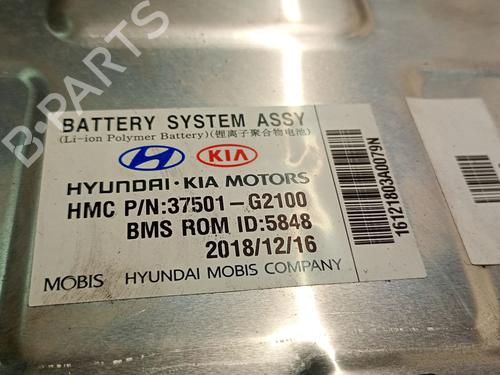 B-PARTS
BATTERY SYSTEM ASSY
(Li-ion Polymer Battery)(锂离子聚合物电池)
KIA
HYUNDAI · KIA MOTORS
HMC P/N:37501-G2100
BMS ROM ID:5848
2018/12/16
MOBIS HYUNDAI MOBIS COMPANY
16121803A0079N